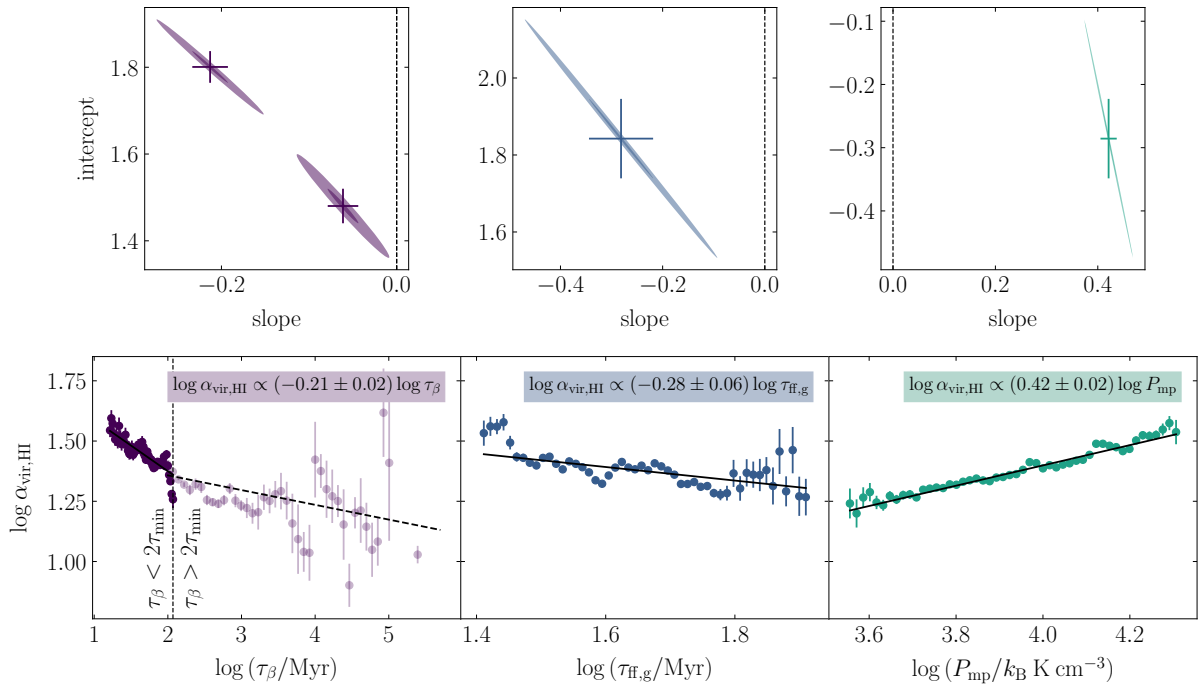 intercept
1.8
1.6
1.4
−0.2
0.0
slope
2.0
1.8
1.6
−0.6
−0.4
−0.2
0.0
slope
−0.1
−0.2
−0.3
−0.4
0.0
0.2
0.4
slope
log α_vir,HI
1.75
1.50
1.25
1.00
log α_vir,HI ∝ (−0.21 ± 0.02) log τ_β
τ_β < 2τ_min
τ_β > 2τ_min
1
2
3
4
5
log (τ_β/Myr)
log α_vir,HI ∝ (−0.28 ± 0.06) log τ_ff,g
1.4
1.6
1.8
log (τ_ff,g/Myr)
log α_vir,HI ∝ (0.42 ± 0.02) log P_mp
3.6
3.8
4.0
4.2
log (P_mp/k_B K cm⁻³)